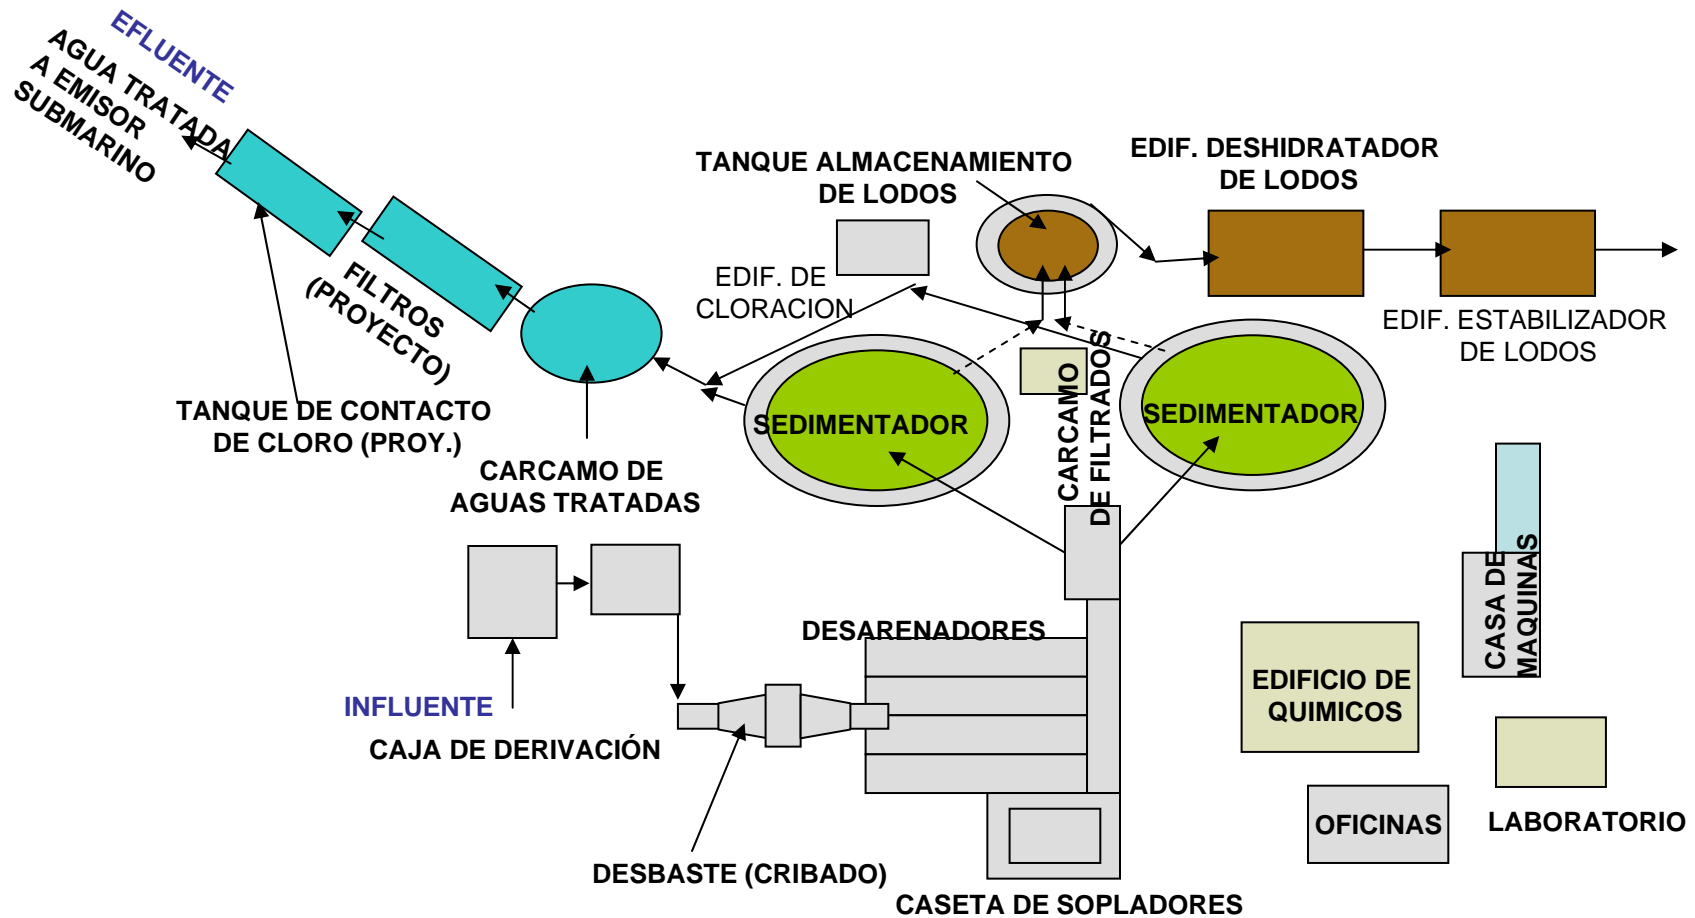 EFLUENTE
AGUA TRATADA
A EMISOR
SUBMARINO
TANQUE ALMACENAMIENTO
DE LODOS
EDIF. DESHIDRATADOR
DE LODOS
EDIF. DE
CLORACION
FILTROS
(PROYECTO)
EDIF. ESTABILIZADOR
DE LODOS
TANQUE DE CONTACTO
DE CLORO (PROY.)
CARCAMO DE
AGUAS TRATADAS
SEDIMENTADOR
CARCAMO
DE FILTRADOS
SEDIMENTADOR
CASA DE
MAQUINAS
DESARENADORES
INFLUENTE
CAJA DE DERIVACIÓN
EDIFICIO DE
QUIMICOS
OFICINAS
LABORATORIO
DESBASTE (CRIBADO)
CASETA DE SOPLADORES